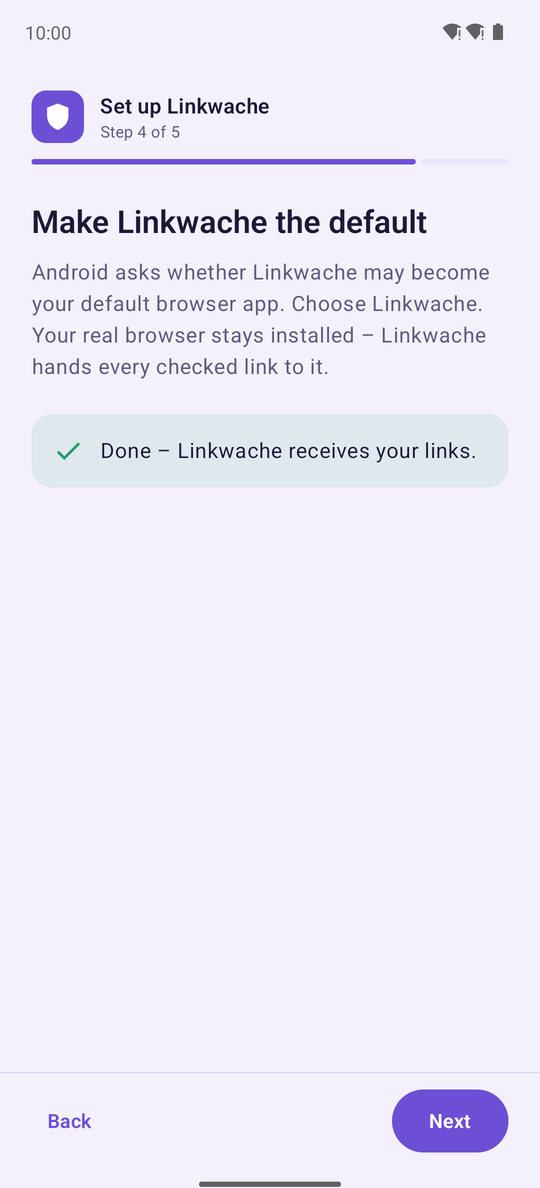 10:00
Set up Linkwache
Step 4 of 5
Make Linkwache the default
Android asks whether Linkwache may become
your default browser app. Choose Linkwache.
Your real browser stays installed – Linkwache
hands every checked link to it.
Done – Linkwache receives your links.
Back
Next